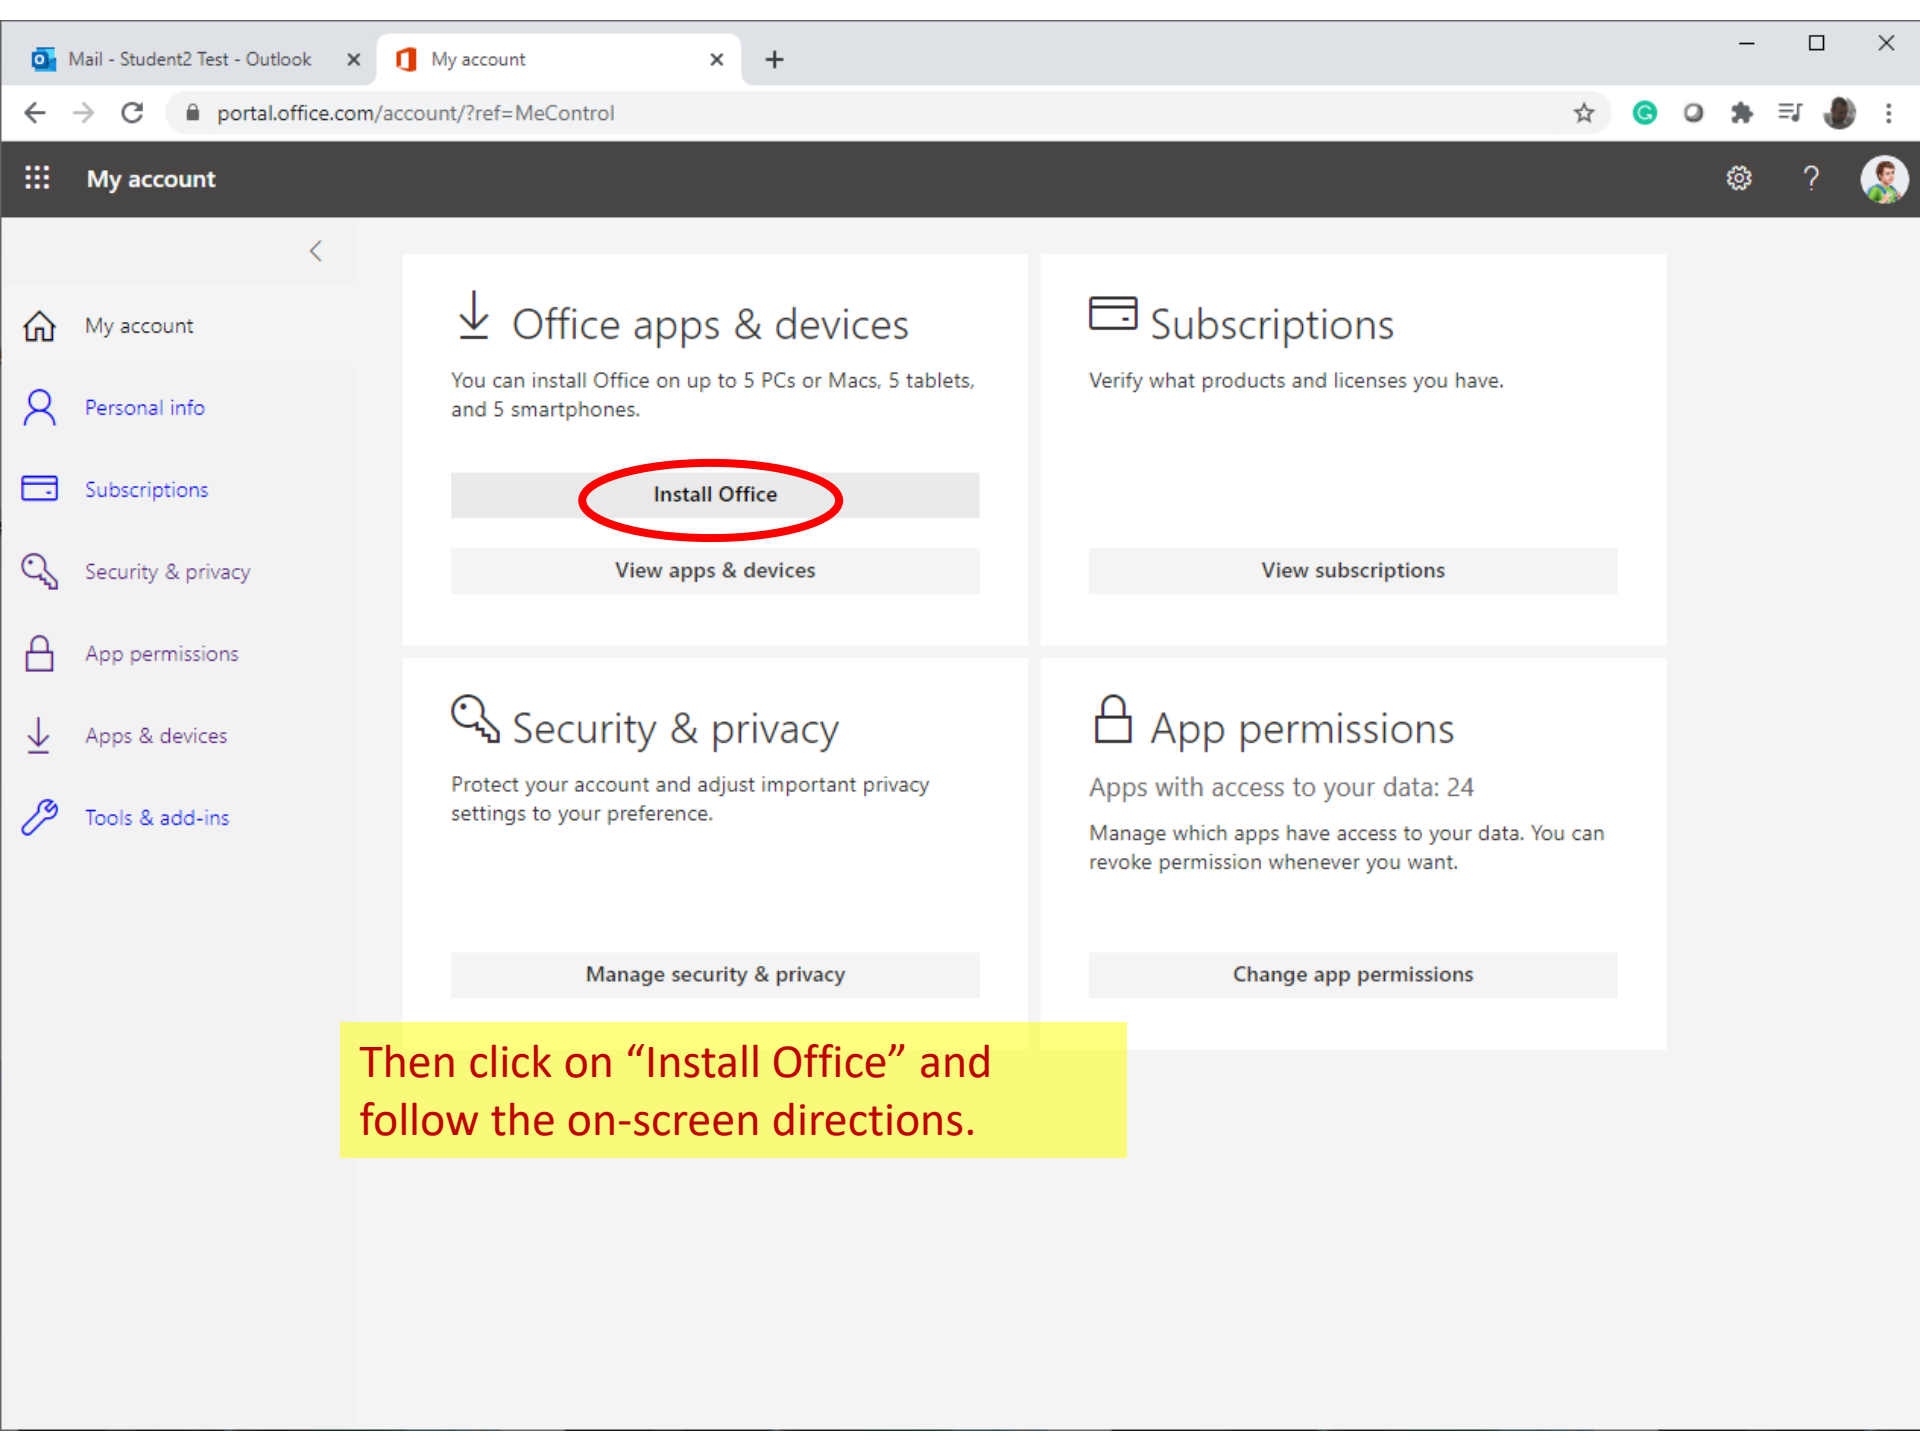 Mail - Student2 Test - Outlook
My account
portal.office.com/account/?ref=MeControl
My account
My account
Personal info
Subscriptions
Security & privacy
App permissions
Apps & devices
Tools & add-ins
Office apps & devices
You can install Office on up to 5 PCs or Macs, 5 tablets,
and 5 smartphones.
Install Office
View apps & devices
Subscriptions
Verify what products and licenses you have.
View subscriptions
Security & privacy
Protect your account and adjust important privacy
settings to your preference.
Manage security & privacy
App permissions
Apps with access to your data: 24
Manage which apps have access to your data. You can
revoke permission whenever you want.
Change app permissions
Then click on “Install Office” and
follow the on-screen directions.